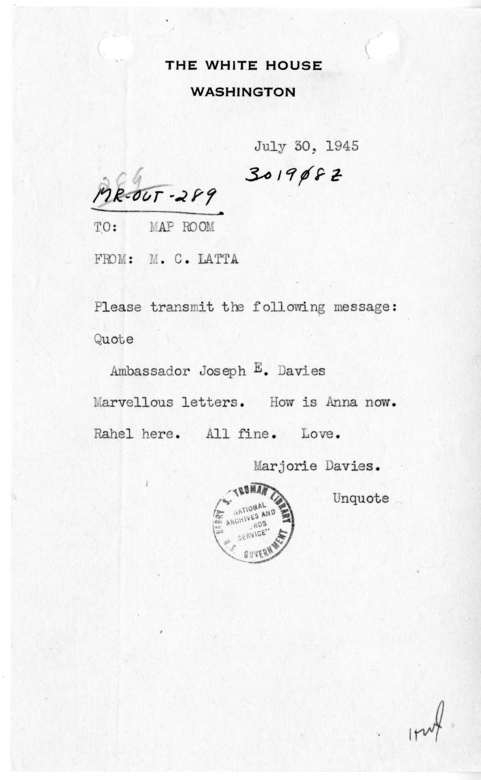 THE WHITE HOUSE
WASHINGTON
July 30, 1945
301908Z
289
MR-OUT-289
TO: MAP ROOM
FROM: M. C. LATTA
Please transmit the following message:
Quote
Ambassador Joseph E. Davies
Marvellous letters. How is Anna now.
Rahel here. All fine. Love.
Marjorie Davies.
Unquote
HARRY S. TRUMAN LIBRARY
"NATIONAL
ARCHIVES AND
RDS
SERVICE"
U.S. GOVERNMENT